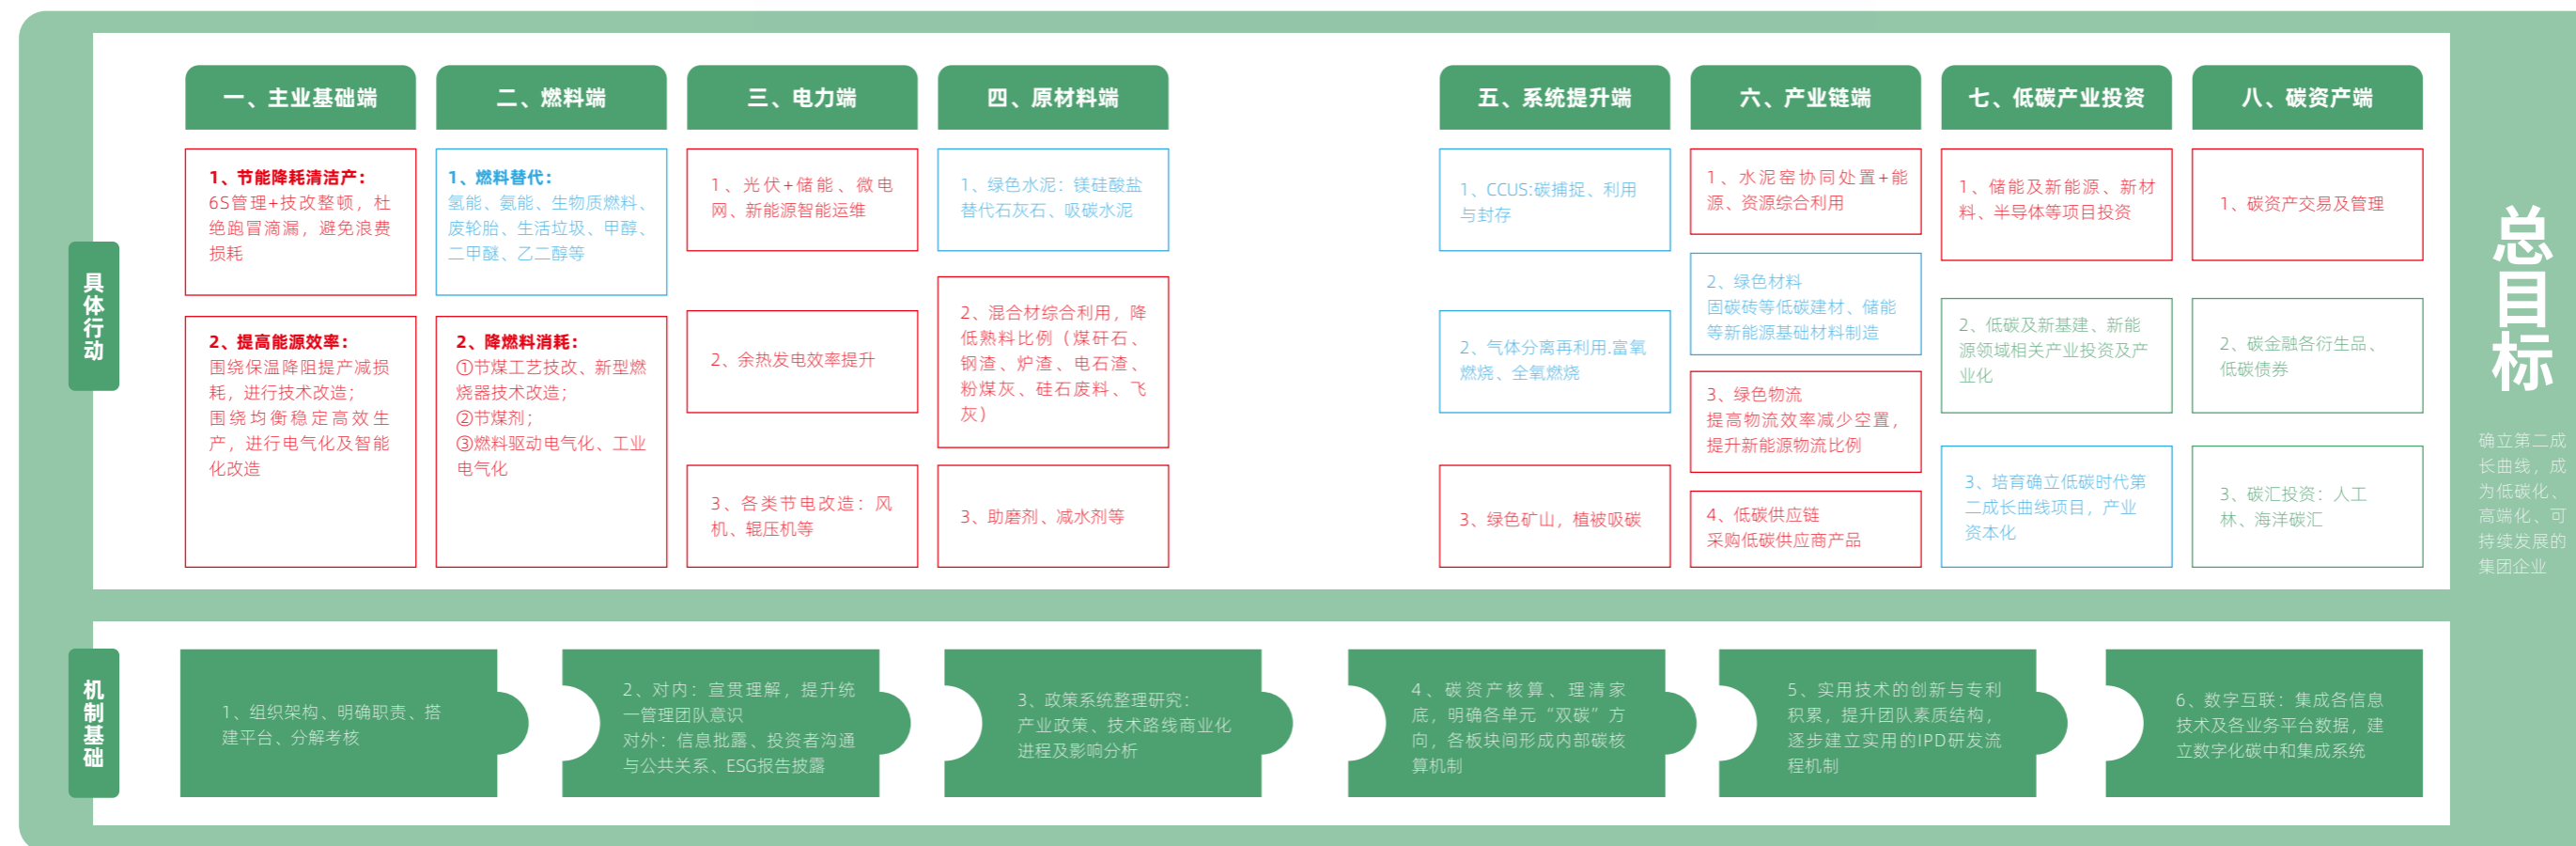 具体行动
一、主业基础端
1、节能降耗清洁产：
6S管理+技改整顿，杜
绝跑冒滴漏，避免浪费
损耗
2、提高能源效率：
围绕保温降阻提产减损
耗，进行技术改造；
围绕均衡稳定高效生
产，进行电气化及智能
化改造
二、燃料端
1、燃料替代：
氢能、氨能、生物质燃料、
废轮胎、生活垃圾、甲醇、
二甲醚、乙二醇等
2、降燃料消耗：
①节煤工艺技改、新型燃
烧器技术改造；
②节煤剂；
③燃料驱动电气化、工业
电气化
三、电力端
1、光伏+储能、微电
网、新能源智能运维
2、余热发电效率提升
3、各类节电改造：风
机、辊压机等
四、原材料端
1、绿色水泥：镁硅酸盐
替代石灰石、吸碳水泥
2、混合材综合利用，降
低熟料比例（煤矸石、
钢渣、炉渣、电石渣、
粉煤灰、硅石废料、飞
灰）
3、助磨剂、减水剂等
五、系统提升端
1、CCUS:碳捕捉、利用
与封存
2、气体分离再利用.富氧
燃烧、全氧燃烧
3、绿色矿山，植被吸碳
六、产业链端
1、水泥窑协同处置+能
源、资源综合利用
2、绿色材料
固碳砖等低碳建材、储能
等新能源基础材料制造
3、绿色物流
提高物流效率减少空置，
提升新能源物流比例
4、低碳供应链
采购低碳供应商产品
七、低碳产业投资
1、储能及新能源、新材
料、半导体等项目投资
2、低碳及新基建、新能
源领域相关产业投资及产
业化
3、培育确立低碳时代第
二成长曲线项目，产业
资本化
八、碳资产端
1、碳资产交易及管理
2、碳金融各衍生品、
低碳债券
3、碳汇投资：人工
林、海洋碳汇
总目标
确立第二成
长曲线，成
为低碳化、
高端化、可
持续发展的
集团企业
机制基础
1、组织架构、明确职责、搭
建平台、分解考核
2、对内：宣贯理解，提升统
一管理团队意识
对外：信息批露、投资者沟通
与公共关系、ESG报告披露
3、政策系统整理研究：
产业政策、技术路线商业化
进程及影响分析
4、碳资产核算、理清家
底，明确各单元“双碳”方
向，各板块间形成内部碳核
算机制
5、实用技术的创新与专利
积累，提升团队素质结构，
逐步建立实用的IPD研发流
程机制
6、数字互联：集成各信息
技术及各业务平台数据，建
立数字化碳中和集成系统